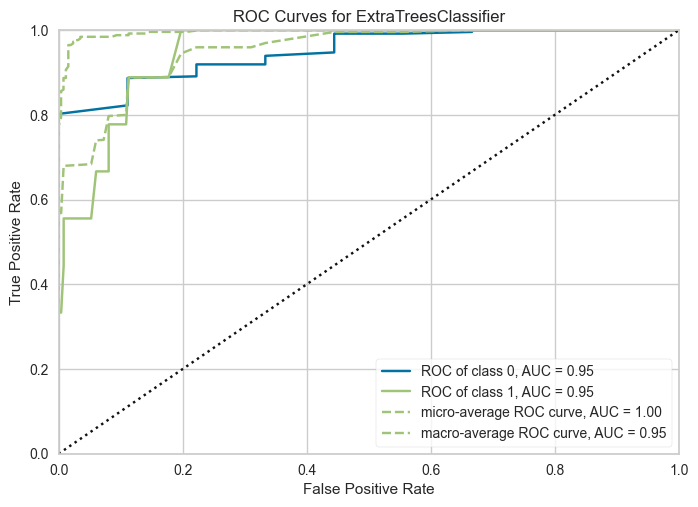 ROC Curves for ExtraTreesClassifier
1.0
0.8
0.6
0.4
0.2
0.0
True Positive Rate
ROC of class 0, AUC = 0.95
ROC of class 1, AUC = 0.95
micro-average ROC curve, AUC = 1.00
macro-average ROC curve, AUC = 0.95
0.0 0.2 0.4 0.6 0.8 1.0
False Positive Rate